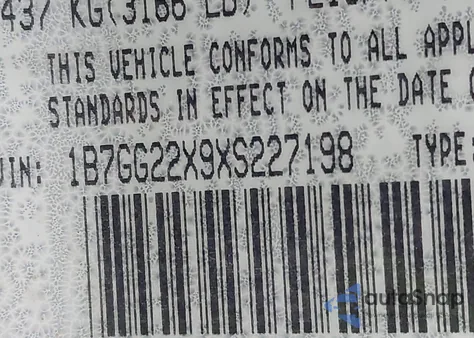 437 KG(3166 LB)
THIS VEHICLE CONFORMS TO ALL APPL
STANDARDS IN EFFECT ON THE DATE
VIN: 1B7GG22X9XS227198 TYPE:
autoSnap